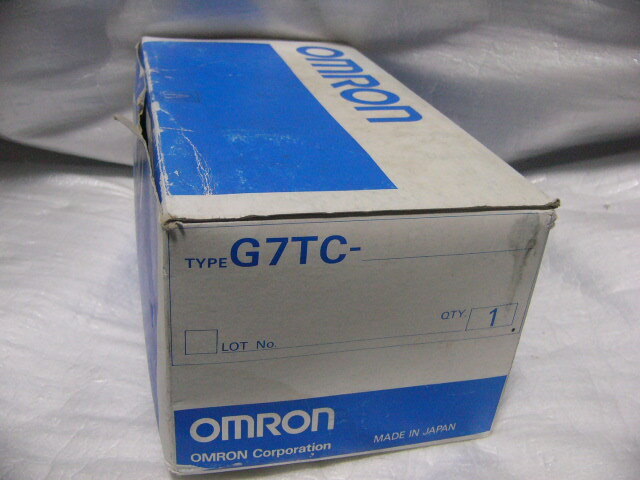 OMRON
TYPE G7TC-
QTY 1
LOT No.
OMRON
OMRON Corporation
MADE IN JAPAN